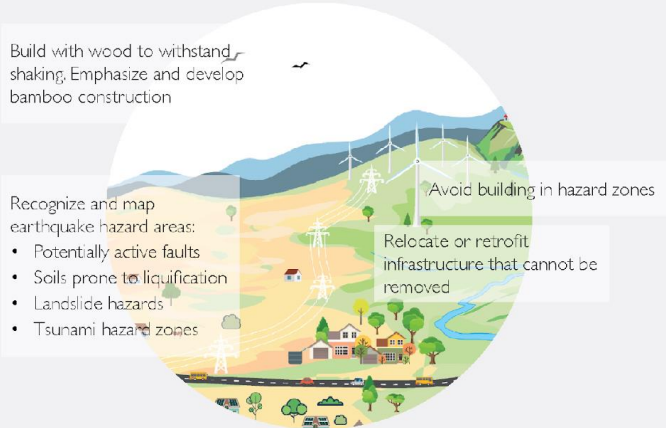 Build with wood to withstand
shaking. Emphasize and develop
bamboo construction
Recognize and map
earthquake hazard areas:
• Potentially active faults
• Soils prone to liquification
• Landslide hazards
• Tsunami hazard zones
Avoid building in hazard zones
Relocate or retrofit
infrastructure that cannot be
removed